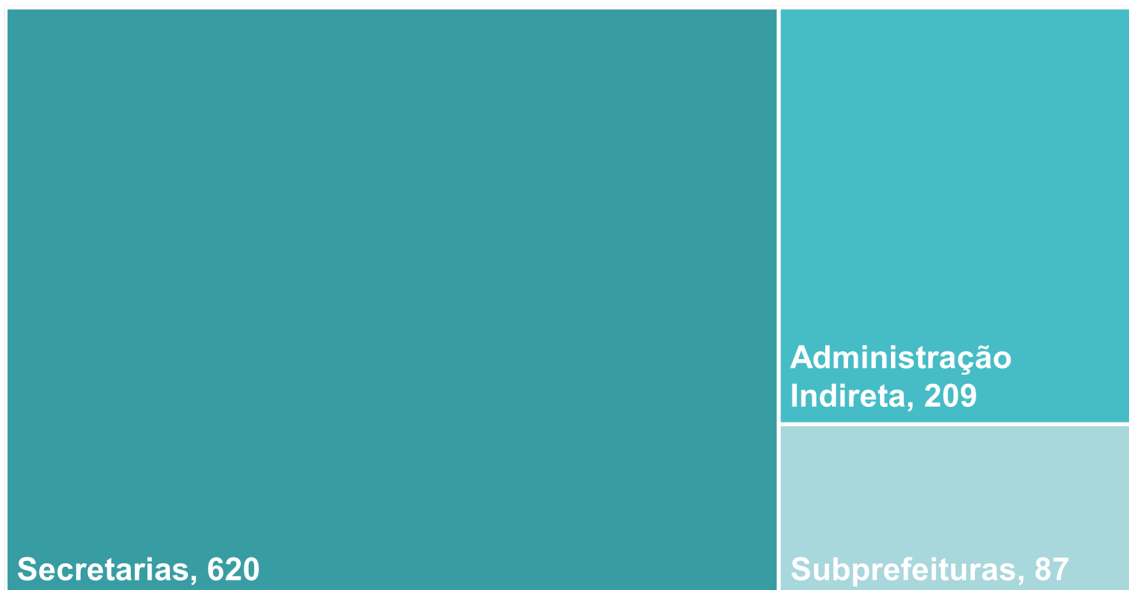 Administração
Indireta, 209
Secretarias, 620
Subprefeituras, 87